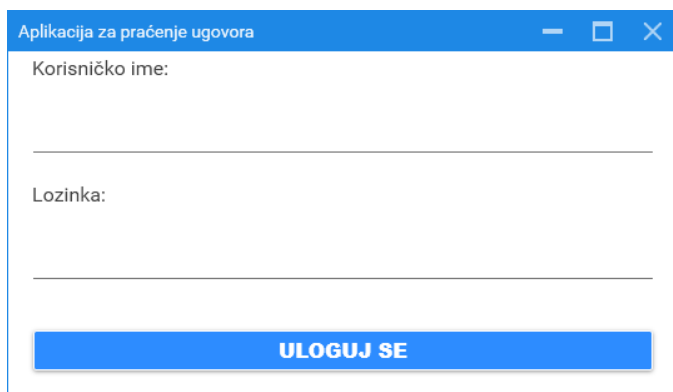 Aplikacija za praćenje ugovora
Korisničko ime:
Lozinka:
ULOGUJ SE